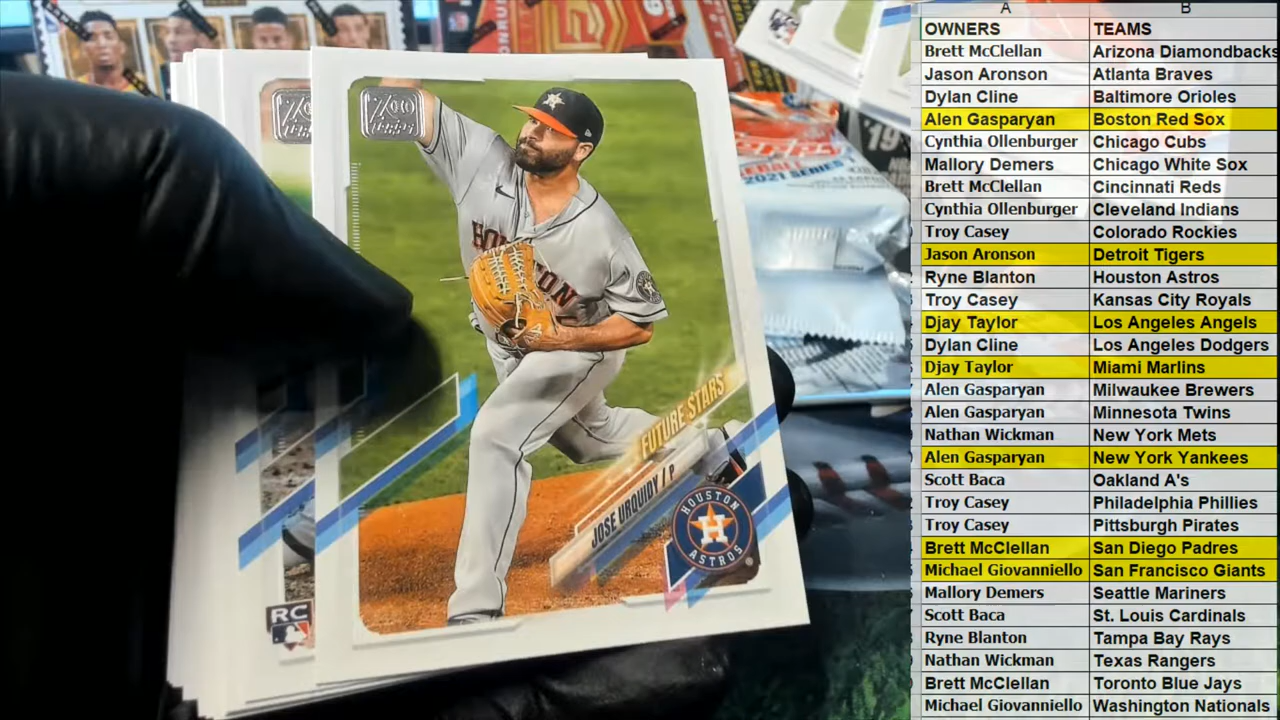 HOUSTON
FUTURE STARS
JOSE URQUIDY / P
HOUSTON
H
ASTROS
RC
2021 SERIES
A B
OWNERS TEAMS
Brett McClellan Arizona Diamondbacks
Jason Aronson Atlanta Braves
Dylan Cline Baltimore Orioles
Alen Gasparyan Boston Red Sox
Cynthia Ollenburger Chicago Cubs
Mallory Demers Chicago White Sox
Brett McClellan Cincinnati Reds
Cynthia Ollenburger Cleveland Indians
Troy Casey Colorado Rockies
Jason Aronson Detroit Tigers
Ryne Blanton Houston Astros
Troy Casey Kansas City Royals
Djay Taylor Los Angeles Angels
Dylan Cline Los Angeles Dodgers
Djay Taylor Miami Marlins
Alen Gasparyan Milwaukee Brewers
Alen Gasparyan Minnesota Twins
Nathan Wickman New York Mets
Alen Gasparyan New York Yankees
Scott Baca Oakland A's
Troy Casey Philadelphia Phillies
Troy Casey Pittsburgh Pirates
Brett McClellan San Diego Padres
Michael Giovanniello San Francisco Giants
Mallory Demers Seattle Mariners
Scott Baca St. Louis Cardinals
Ryne Blanton Tampa Bay Rays
Nathan Wickman Texas Rangers
Brett McClellan Toronto Blue Jays
Michael Giovanniello Washington Nationals